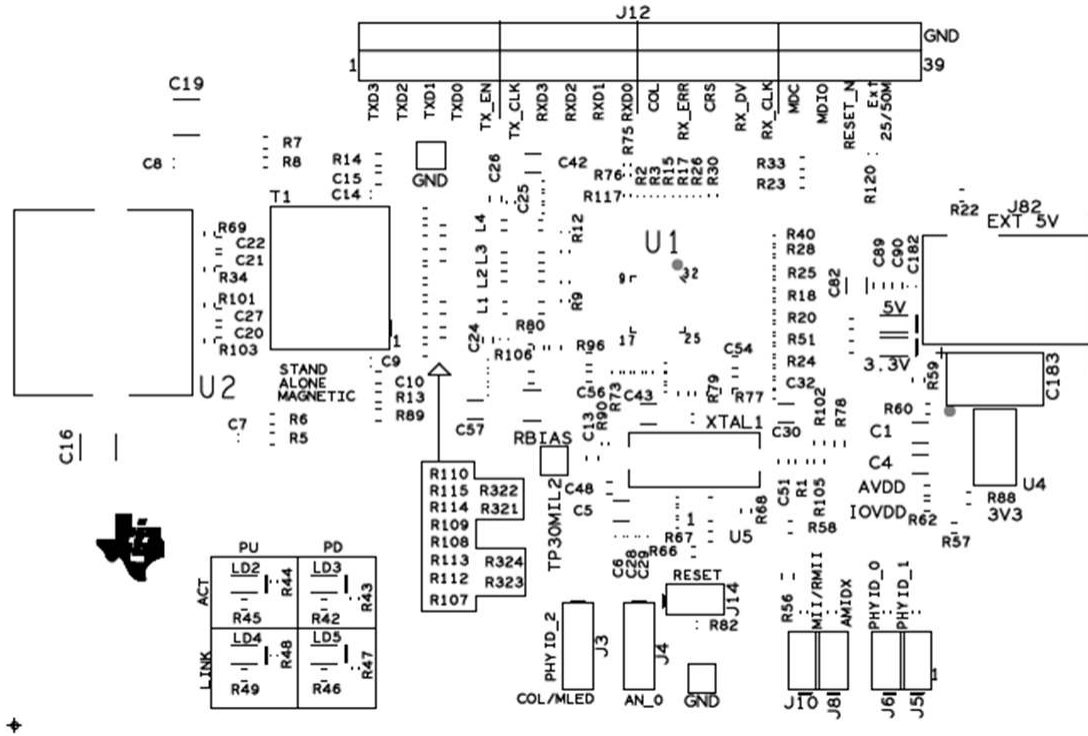 J12
GND
1
39
TXD3
TXD2
TXD1
TXD0
TX_EN
TX_CLK
RXD3
RXD2
RXD1
RXD0
COL
RX_ERR
CRS
RX_DV
RX_CLK
MDC
MDIO
RESET_N
EXT
25/50M
C19
C8
R7
R8
R14
C15
C14
GND
C26
C25
C42
R75
R76
R117
R2
R3
R15
R17
R26
R30
R33
R23
R120
R22
J82
EXT 5V
T1
R69
C22
C21
R34
R101
C27
C20
R103
U2
1
STAND
ALONE
MAGNETIC
L4
L3
L2
L1
C24
R12
R9
R80
R106
R96
U1
9
32
17
25
R40
R28
R25
R18
R20
R51
R24
C32
C82
C89
C90
C182
5V
3.3V
R59
C183
C9
C10
R13
R89
R6
R5
C7
C16
C57
C56
R73
C43
C54
R79
R77
R90
C13
XTAL1
C30
R102
R78
R60
C1
C4
AVDD
IOVDD
R62
U4
R88
3V3
R57
RBIAS
TP30MIL2
C48
C5
R68
C51
R1
R105
R58
1
R67
R66
U5
C6
C28
C29
R110
R115
R322
R114
R321
R109
R108
R113
R324
R112
R323
R107
PU
PD
ACT
LD2
R44
LD3
R43
R45
R42
LINK
LD4
R48
LD5
R47
R49
R46
RESET
J14
R82
PHYID_2
J3
J4
COL/MLED
AN_0
GND
R56
MII/RMII
AMIDX
PHYID_0
PHYID_1
1
J10
J8
J6
J5